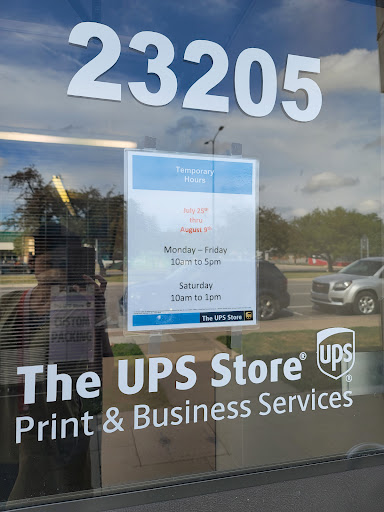 23205
Temporary
Hours
July 25th
thru
August 9th
Monday – Friday
10am to 5pm
Saturday
10am to 1pm
The UPS Store
The UPS Store® ups
Print & Business Services